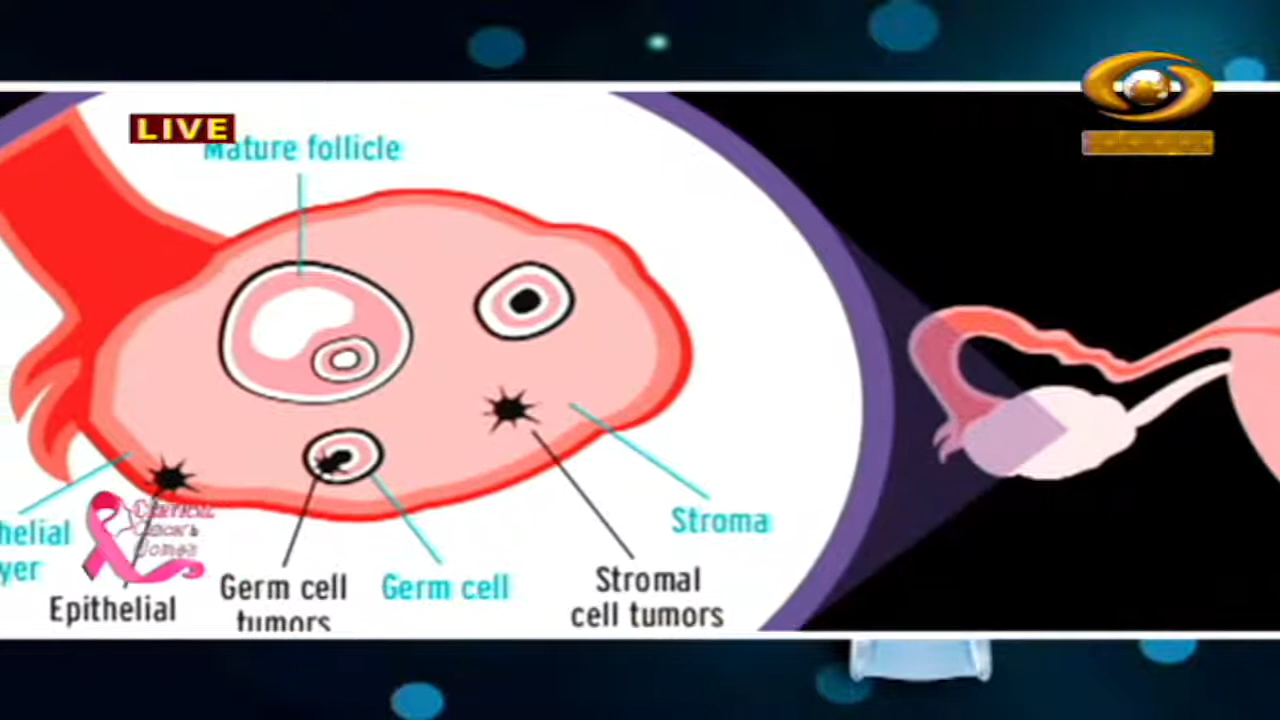 LIVE
Mature follicle
Stroma
helial
yer
Germ cell
tumors
Germ cell
Stromal
cell tumors
Epithelial